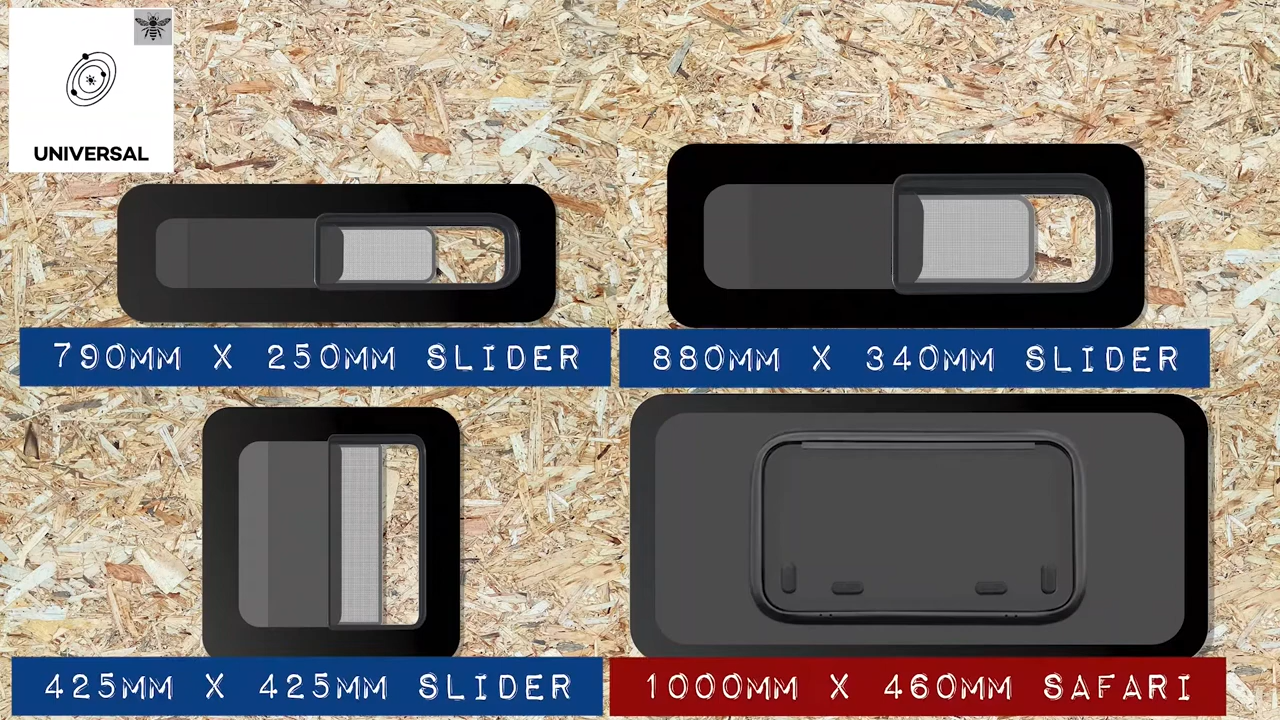 UNIVERSAL
790MM X 250MM SLIDER
880MM X 340MM SLIDER
425MM X 425MM SLIDER
1000MM X 460MM SAFARI